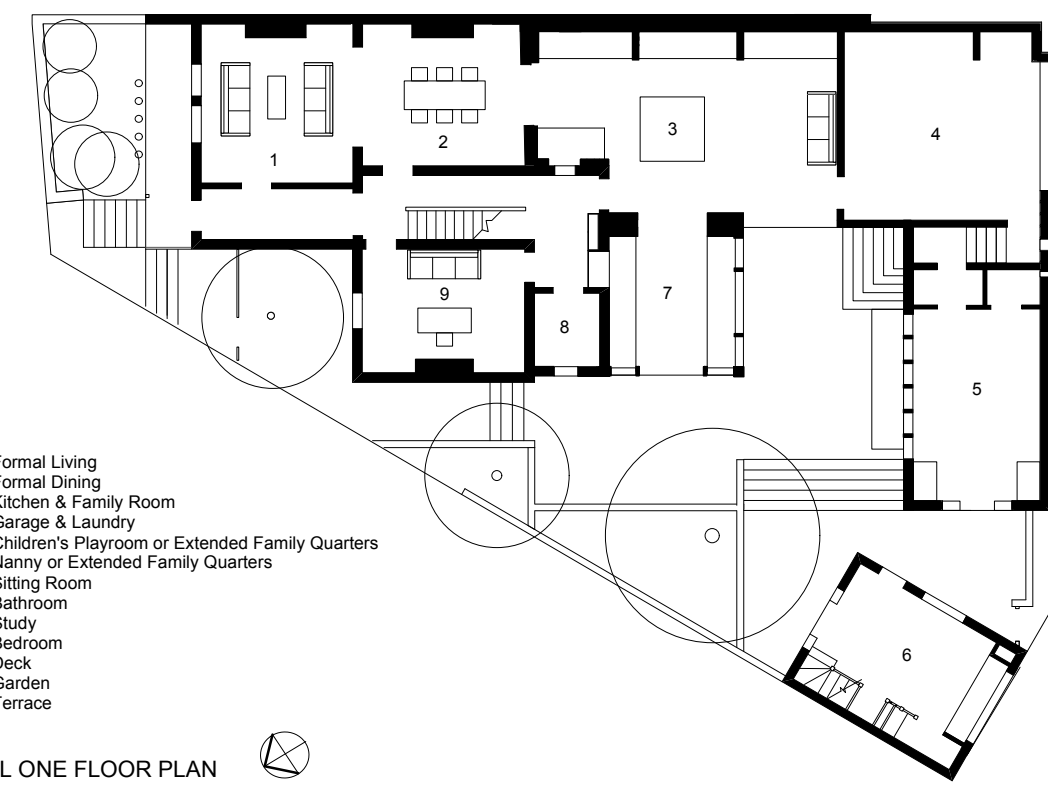 1
2
3
4
9
7
8
5
6
Formal Living
Formal Dining
Kitchen & Family Room
Garage & Laundry
Children's Playroom or Extended Family Quarters
Nanny or Extended Family Quarters
Sitting Room
Bathroom
Study
Bedroom
Deck
Garden
Terrace
L ONE FLOOR PLAN